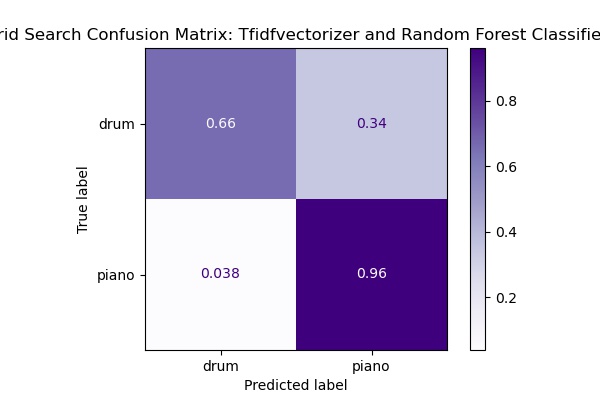 rid Search Confusion Matrix: Tfidfvectorizer and Random Forest Classifie
drum
0.66
0.34
0.8
0.6
True label
0.4
piano
0.038
0.96
0.2
drum
piano
Predicted label